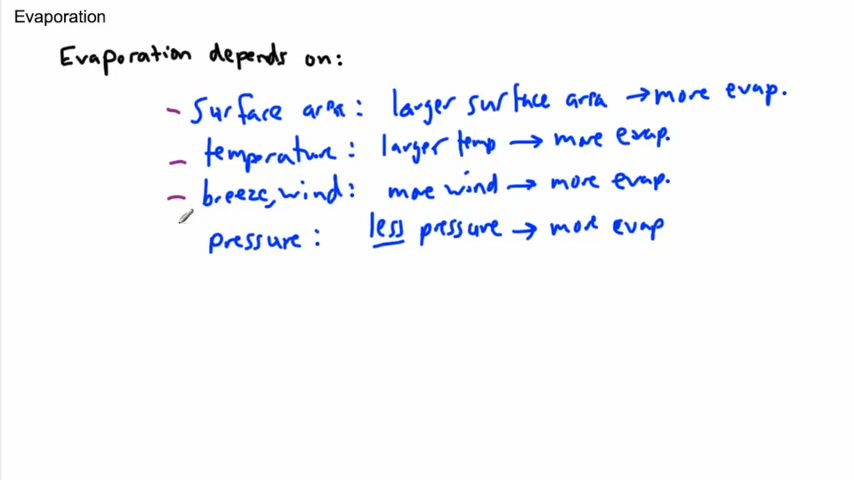 Evaporation
Evaporation depends on:
- Surface area: larger surface area → more evap.
- temperature: larger temp → more evap.
- breeze, wind: more wind → more evap.
pressure: less pressure → more evap